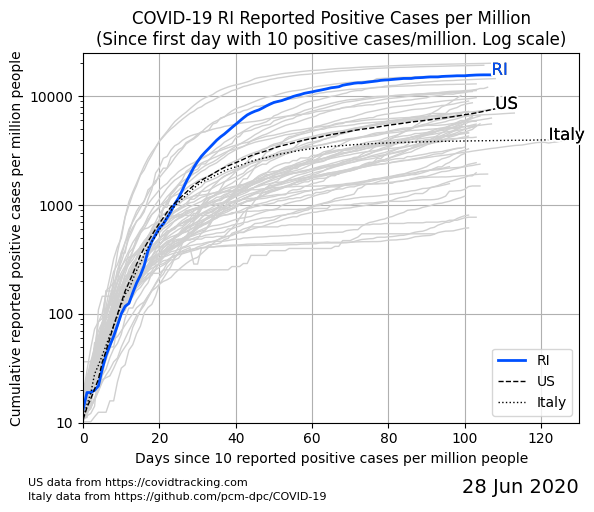 COVID-19 RI Reported Positive Cases per Million
(Since first day with 10 positive cases/million. Log scale)
Cumulative reported positive cases per million people
10000
1000
100
10
RI
US
Italy
RI
US
Italy
0 20 40 60 80 100 120
Days since 10 reported positive cases per million people
US data from https://covidtracking.com
Italy data from https://github.com/pcm-dpc/COVID-19
28 Jun 2020